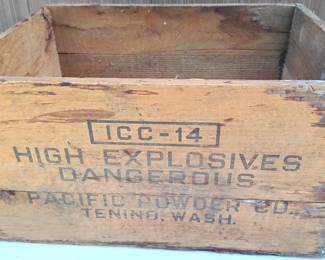 ICC-14
HIGH EXPLOSIVES
DANGEROUS
PACIFIC POWDER CO.
TENINO, WASH.